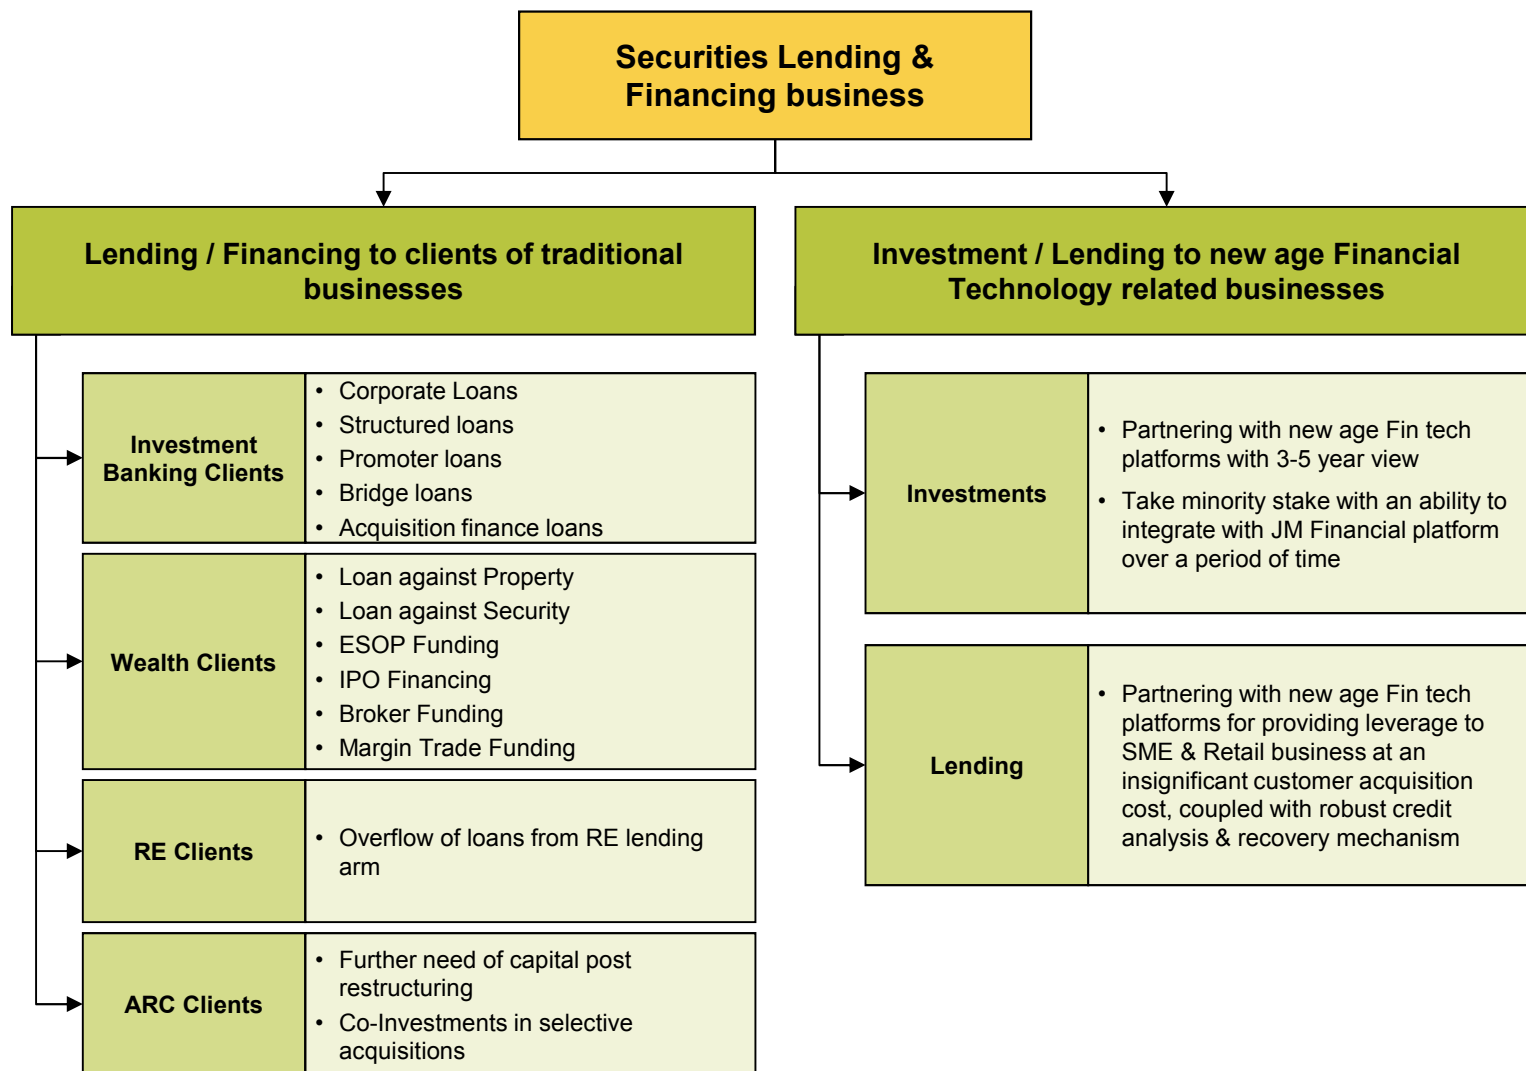 Securities Lending &
Financing business
Lending / Financing to clients of traditional
businesses
Investment / Lending to new age Financial
Technology related businesses
Investment
Banking Clients
• Corporate Loans
• Structured loans
• Promoter loans
• Bridge loans
• Acquisition finance loans
Wealth Clients
• Loan against Property
• Loan against Security
• ESOP Funding
• IPO Financing
• Broker Funding
• Margin Trade Funding
RE Clients
• Overflow of loans from RE lending
arm
ARC Clients
• Further need of capital post
restructuring
• Co-Investments in selective
acquisitions
Investments
• Partnering with new age Fin tech
platforms with 3-5 year view
• Take minority stake with an ability to
integrate with JM Financial platform
over a period of time
Lending
• Partnering with new age Fin tech
platforms for providing leverage to
SME & Retail business at an
insignificant customer acquisition
cost, coupled with robust credit
analysis & recovery mechanism